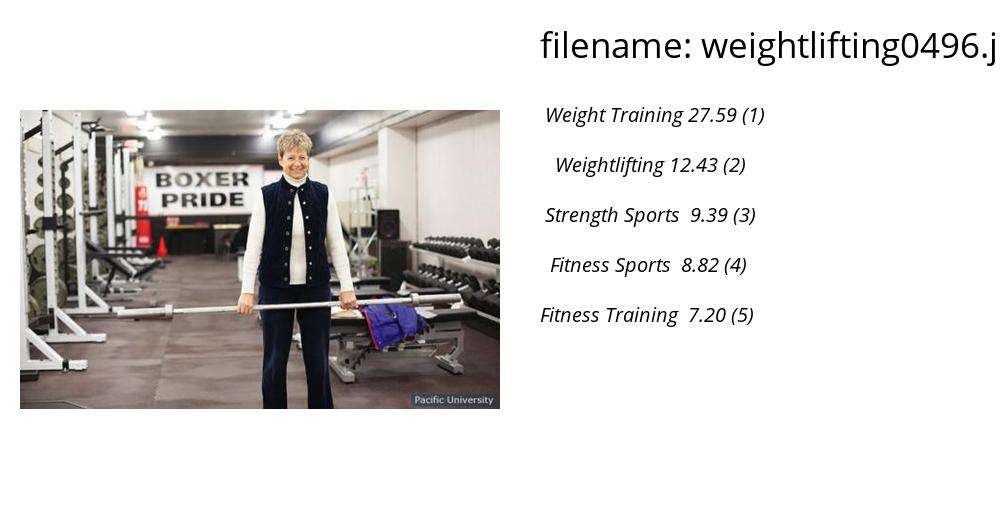 filename: weightlifting0496.j
Weight Training 27.59 (1)
Weightlifting 12.43 (2)
Strength Sports 9.39 (3)
Fitness Sports 8.82 (4)
Fitness Training 7.20 (5)
BOXER
PRIDE
Pacific University